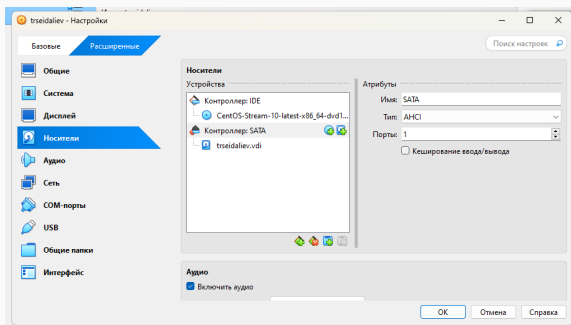 trseidaliev - Настройки
Базовые
Расширенные
Поиск настроек
Общие
Система
Дисплей
Носители
Аудио
Сеть
COM-порты
USB
Общие папки
Интерфейс
Носители
Устройства
Контроллер: IDE
CentOS-Stream-10-latest-x86_64-dvd1...
Контроллер: SATA
trseidaliev.vdi
Атрибуты
Имя: SATA
Тип: AHCI
Порты: 1
Кеширование ввода/вывода
Аудио
Включить аудио
ОК
Отмена
Справка